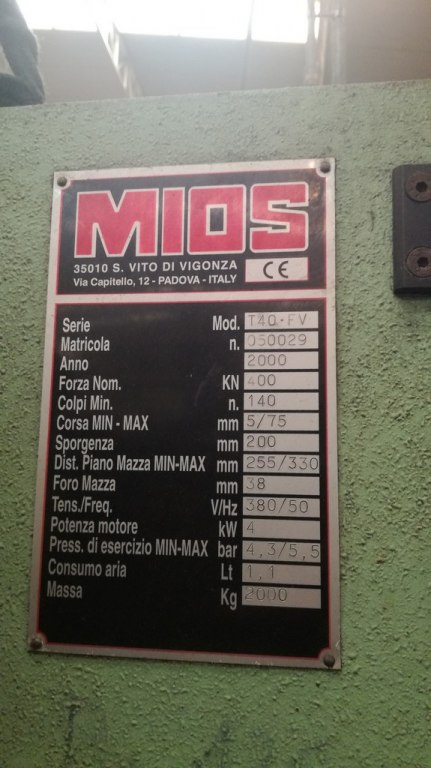 MIOS
35010 S. VITO DI VIGONZA
Via Capitello, 12 - PADOVA - ITALY
CE
Serie Mod. T40-FV
Matricola n. 050029
Anno 2000
Forza Nom. KN 400
Colpi Min. n. 140
Corsa MIN - MAX mm 5/75
Sporgenza mm 200
Dist. Piano Mazza MIN-MAX mm 255/330
Foro Mazza mm 38
Tens./Freq. V/Hz 380/50
Potenza motore kW 4
Press. di esercizio MIN-MAX bar 4,3/5,5
Consumo aria Lt 1,1
Massa Kg 2000